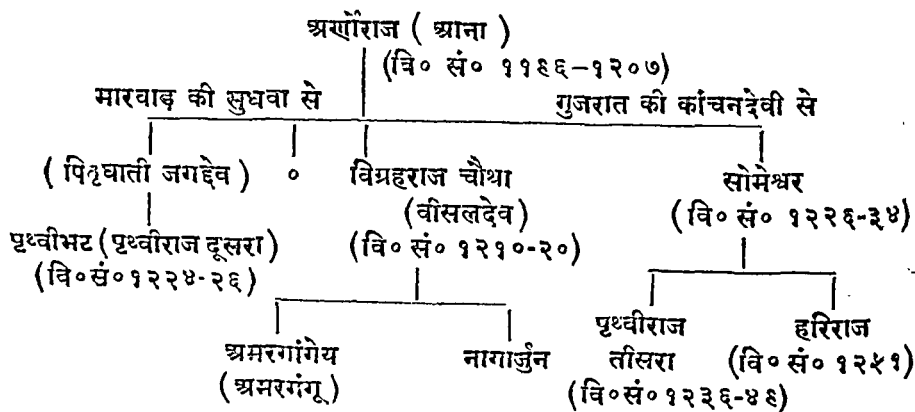 अर्णोराज ( आना )
(वि० सं० ११९६-१२०७)
मारवाड़ की सुधवा से गुजरात की कांचनदेवी से
( पितृघाती जगद्देव ) ० विग्रहराज चौथा सोमेश्वर
(वीसलदेव) (वि० सं० १२२६-३४)
पृथ्वीभट (पृथ्वीराज दूसरा) (वि० सं० १२१०-२०)
(वि०सं०१२२४-२६)
पृथ्वीराज हरिराज
अमरगांगेय नागार्जुन तीसरा (वि० सं० १२५१)
(अमरगंगू) (वि०सं०१२३६-४९)